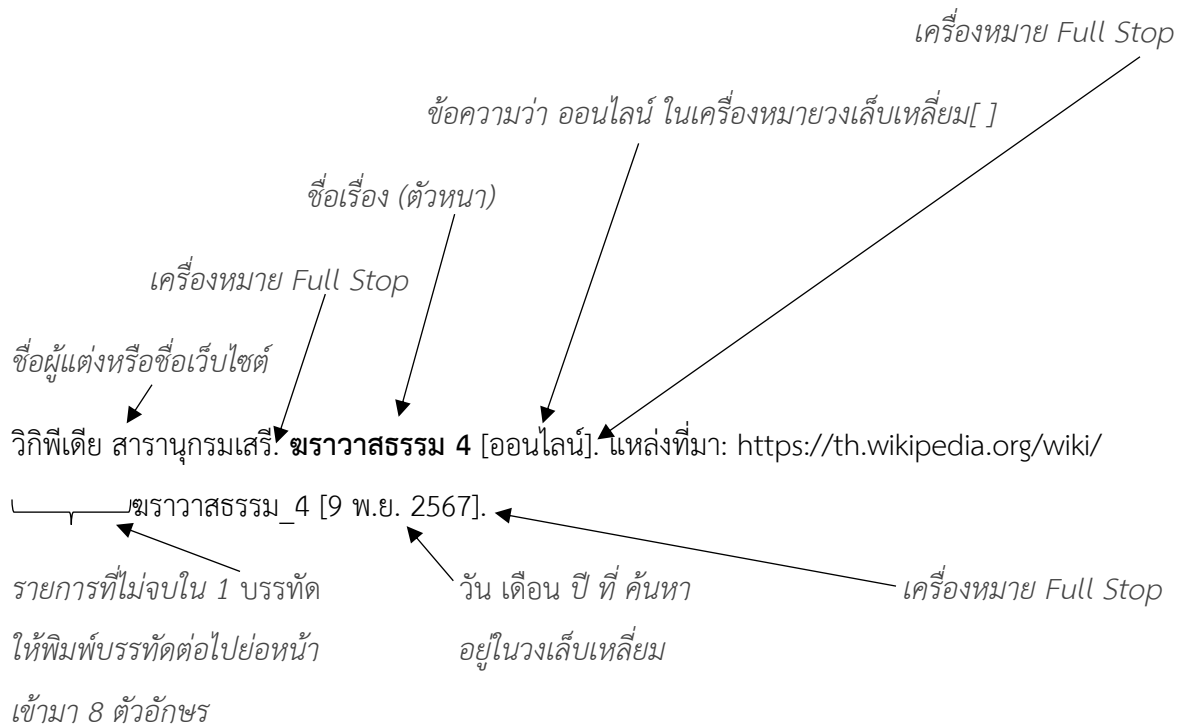 เครื่องหมาย Full Stop
ข้อความว่า ออนไลน์ ในเครื่องหมายวงเล็บเหลี่ยม[ ]
ชื่อเรื่อง (ตัวหนา)
เครื่องหมาย Full Stop
ชื่อผู้แต่งหรือชื่อเว็บไซต์
วิกิพีเดีย สารานุกรมเสรี. ฆราวาสธรรม 4 [ออนไลน์]. แหล่งที่มา: https://th.wikipedia.org/wiki/
ฆราวาสธรรม_4 [9 พ.ย. 2567].
รายการที่ไม่จบใน 1 บรรทัด วัน เดือน ปี ที่ ค้นหา เครื่องหมาย Full Stop
ให้พิมพ์บรรทัดต่อไปย่อหน้า อยู่ในวงเล็บเหลี่ยม
เข้ามา 8 ตัวอักษร